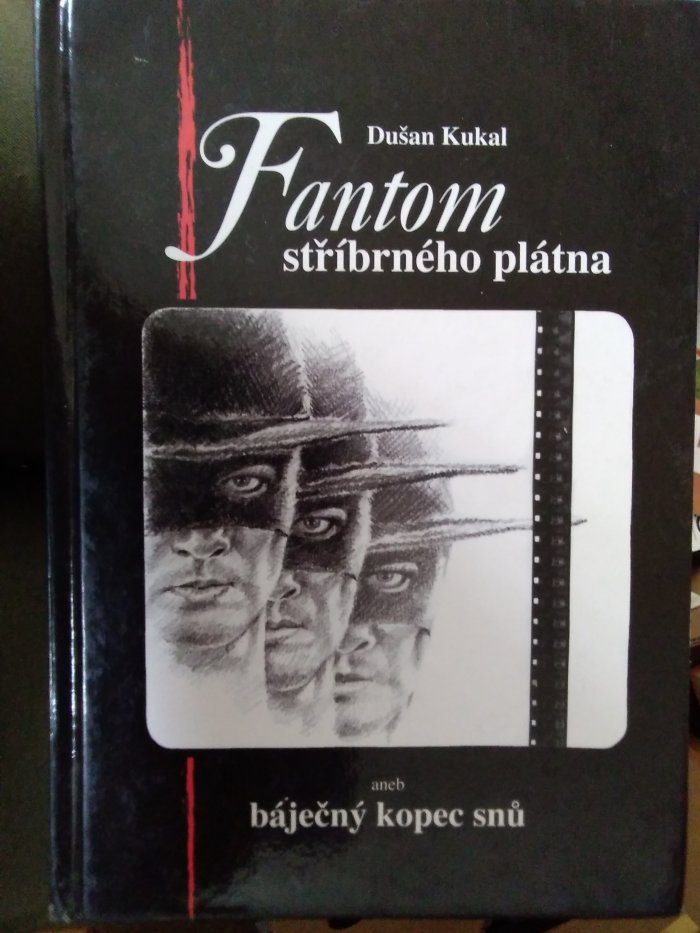 Dušan Kukal
Fantom
stříbrného plátna
aneb
báječný kopec snů